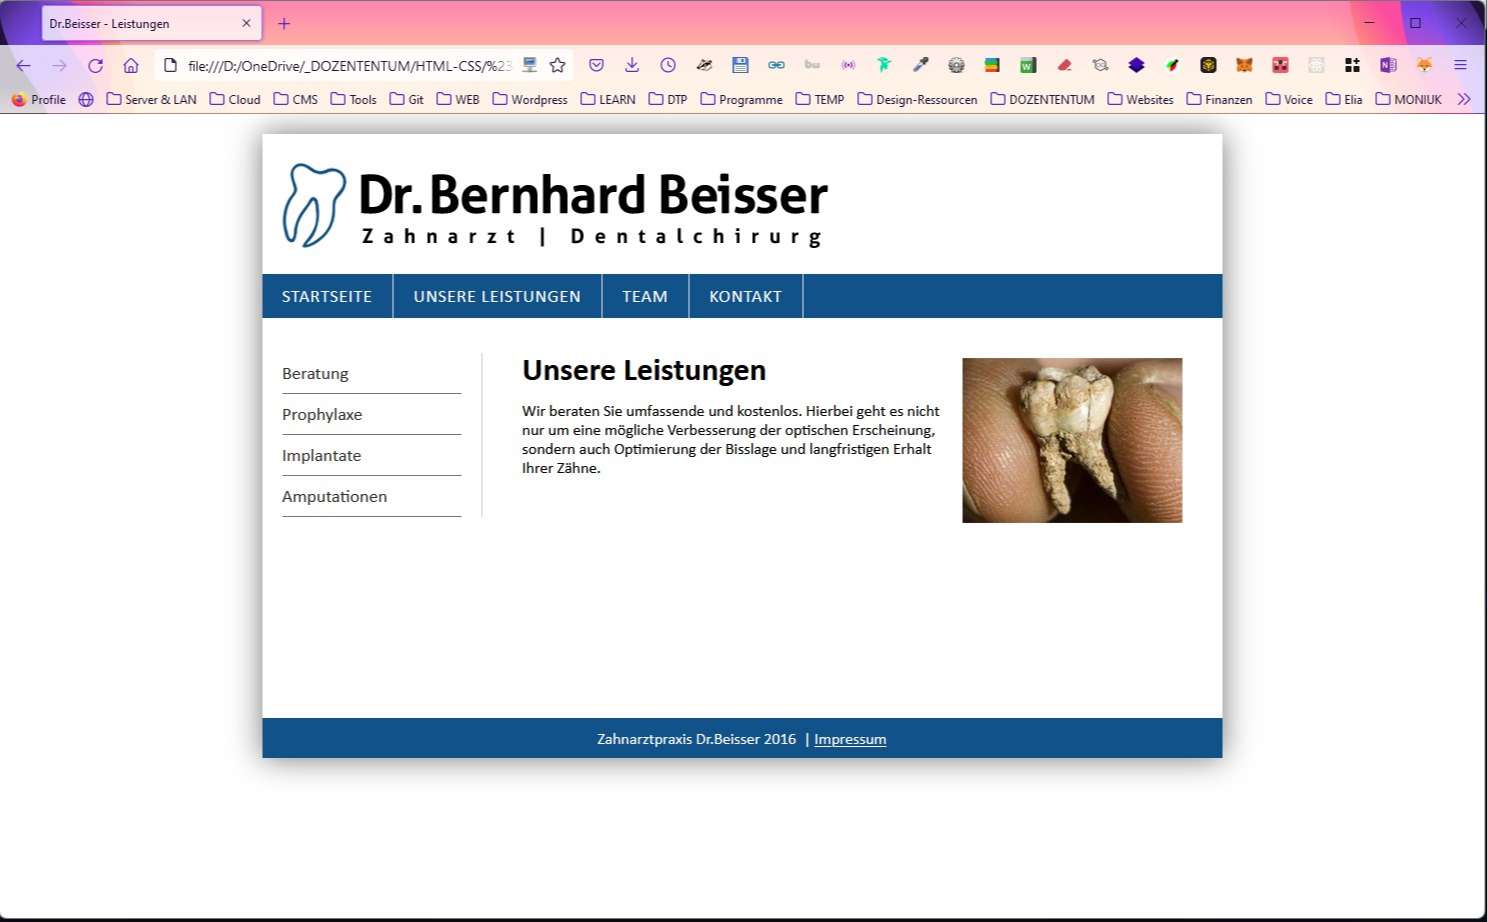 Dr.Beisser - Leistungen
file:///D:/OneDrive/_DOZENTENTUM/HTML-CSS/%23
Profile Server & LAN Cloud CMS Tools Git WEB Wordpress LEARN DTP Programme TEMP Design-Ressourcen DOZENTENTUM Websites Finanzen Voice Elia MONIUK
Dr. Bernhard Beisser
Zahnarzt | Dentalchirurg
STARTSEITE UNSERE LEISTUNGEN TEAM KONTAKT
Beratung
Prophylaxe
Implantate
Amputationen
Unsere Leistungen
Wir beraten Sie umfassende und kostenlos. Hierbei geht es nicht
nur um eine mögliche Verbesserung der optischen Erscheinung,
sondern auch Optimierung der Bisslage und langfristigen Erhalt
Ihrer Zähne.
Zahnarztpraxis Dr.Beisser 2016 | Impressum